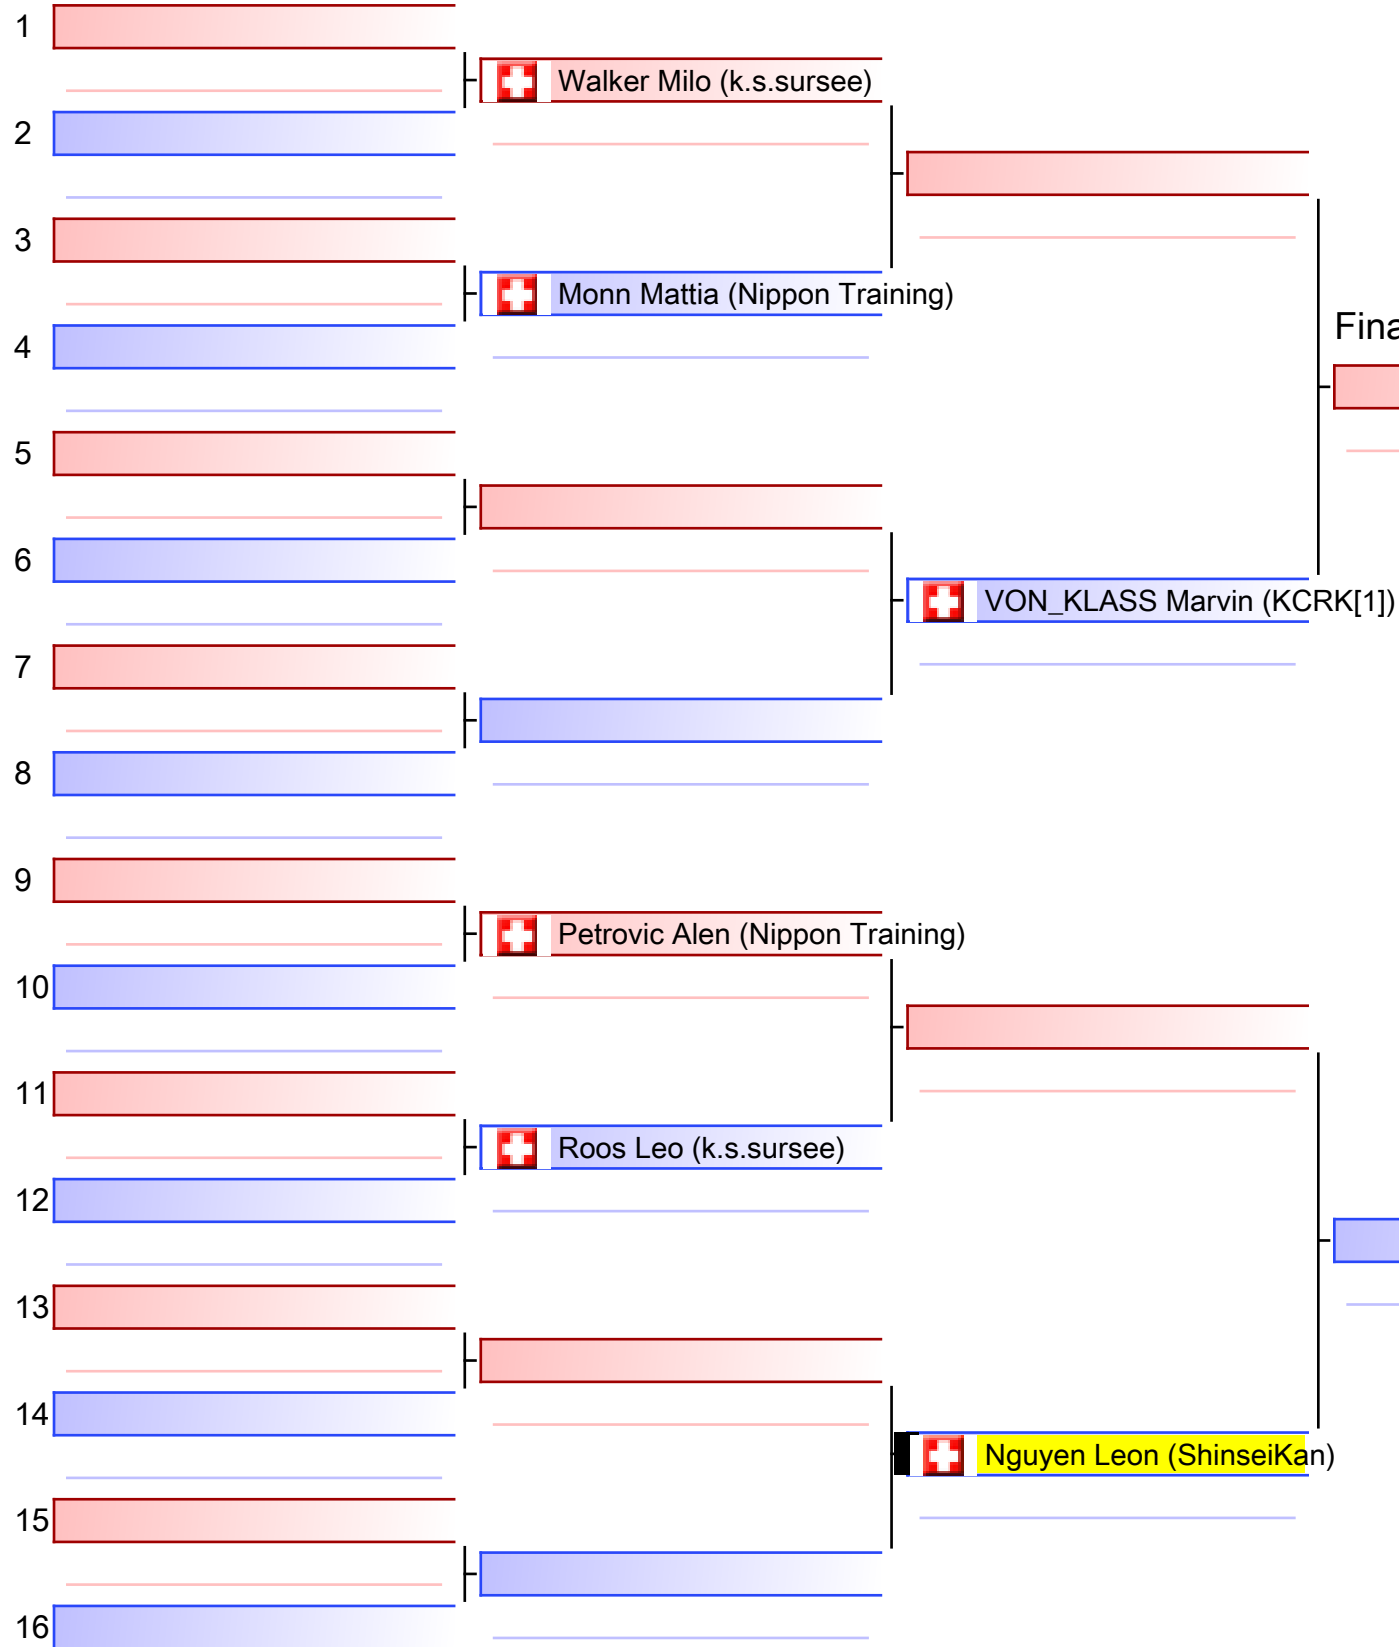 1
Walker Milo (k.s.sursee)
2
3
Monn Mattia (Nippon Training)
4
5
6
VON_KLASS Marvin (KCRK[1])
7
8
9
Petrovic Alen (Nippon Training)
10
11
Roos Leo (k.s.sursee)
12
13
14
Nguyen Leon (ShinseiKan)
15
16
Fina